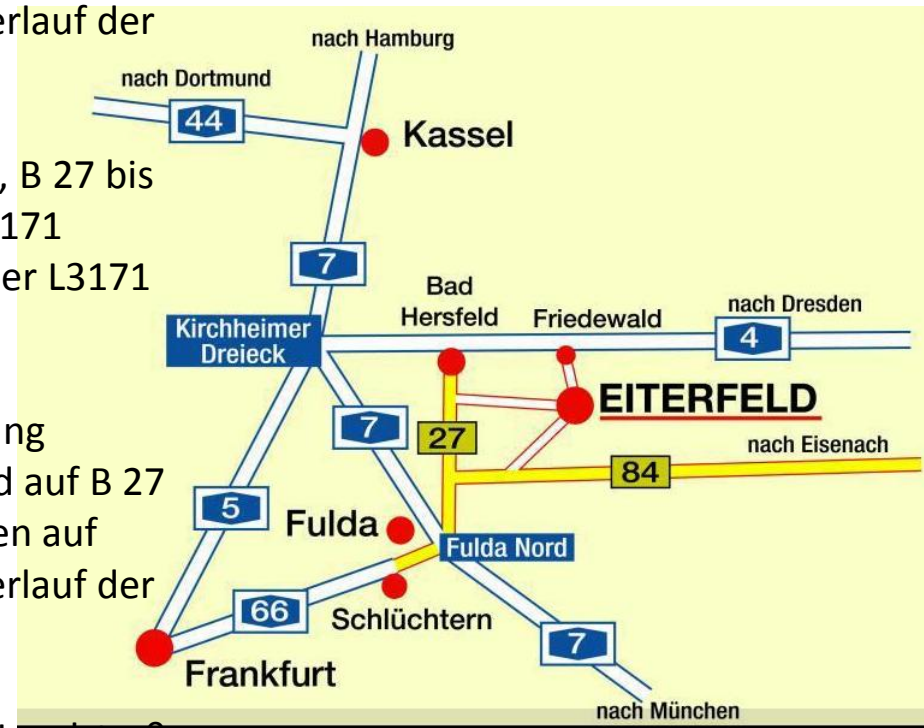 erlauf der
, B 27 bis
171
er L3171
ng
d auf B 27
en auf
erlauf der
nach Hamburg
nach Dortmund
44
Kassel
7
Kirchheimer
Dreieck
Bad
Hersfeld
Friedewald
nach Dresden
4
EITERFELD
7
27
nach Eisenach
84
5
Fulda
Fulda Nord
66
Schlüchtern
7
Frankfurt
nach München